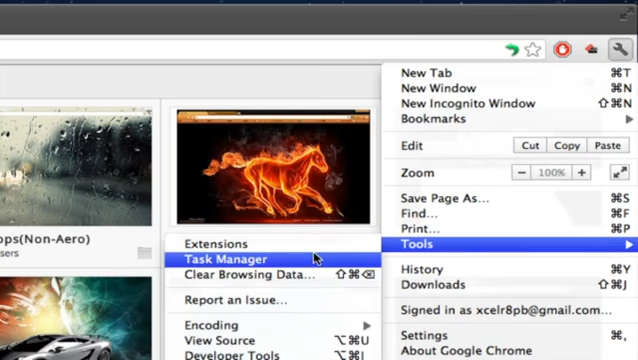 New Tab ⌘T
New Window ⌘N
New Incognito Window ⇧⌘N
Bookmarks
Edit Cut Copy Paste
Zoom − 100% +
Save Page As... ⌘S
Find... ⌘F
Print... ⌘P
Tools
History ⌘Y
Downloads ⇧⌘J
Signed in as xcelr8pb@gmail.com...
Settings ⌘,
About Google Chrome
Extensions
Task Manager
Clear Browsing Data... ⇧⌘⌫
Report an Issue...
Encoding
View Source ⌥⌘U
Developer Tools ⌥⌘I
ops(Non-Aero)
sers